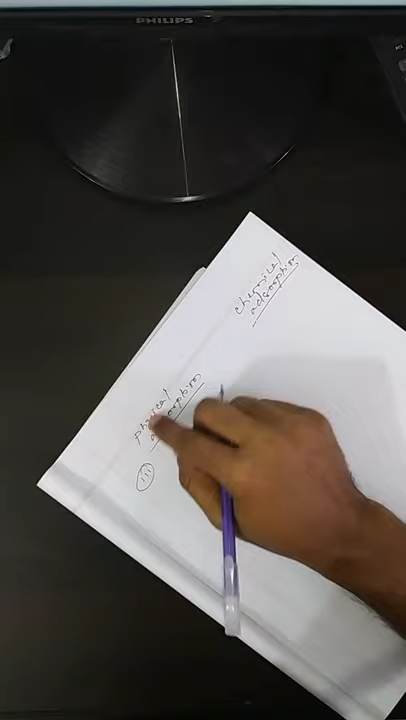 PHILIPS
Physical
adsorption
Chemical
adsorption
(iii)